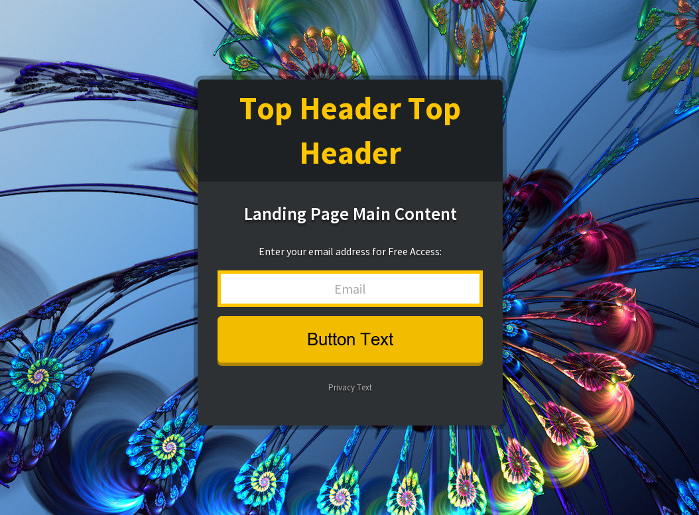 Top Header Top
Header
Landing Page Main Content
Enter your email address for Free Access:
Email
Button Text
Privacy Text